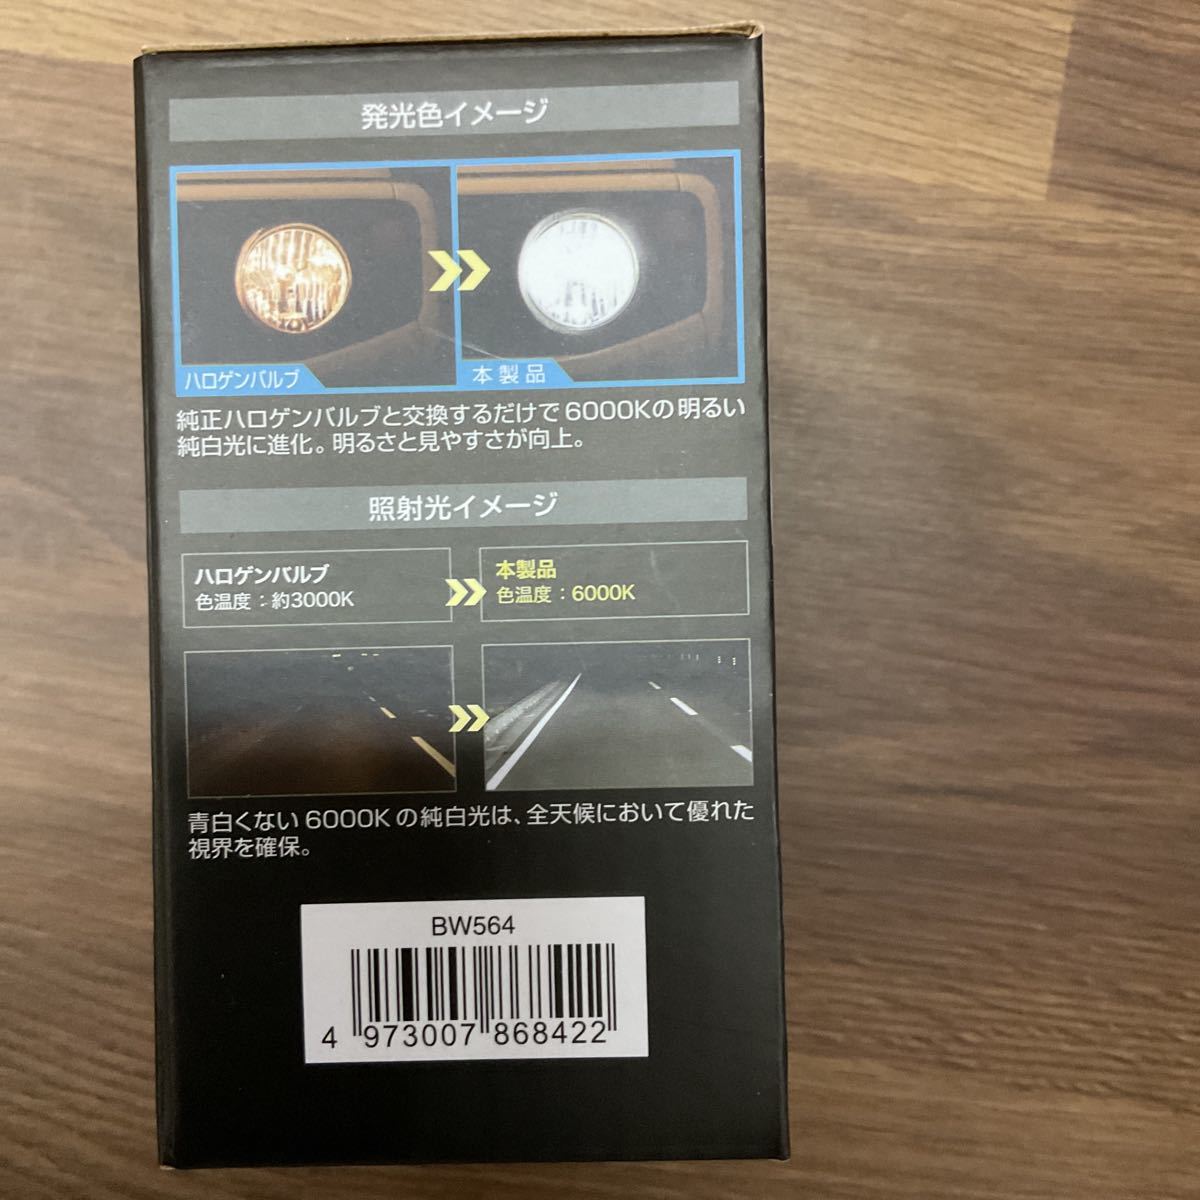 発光色イメージ
ハロゲンバルブ
本製品
純正ハロゲンバルブと交換するだけで6000Kの明るい
純白光に進化。明るさと見やすさが向上。
照射光イメージ
ハロゲンバルブ
色温度：約3000K
本製品
色温度：6000K
青白くない6000Kの純白光は、全天候において優れた
視界を確保。
BW564
4 973007 868422